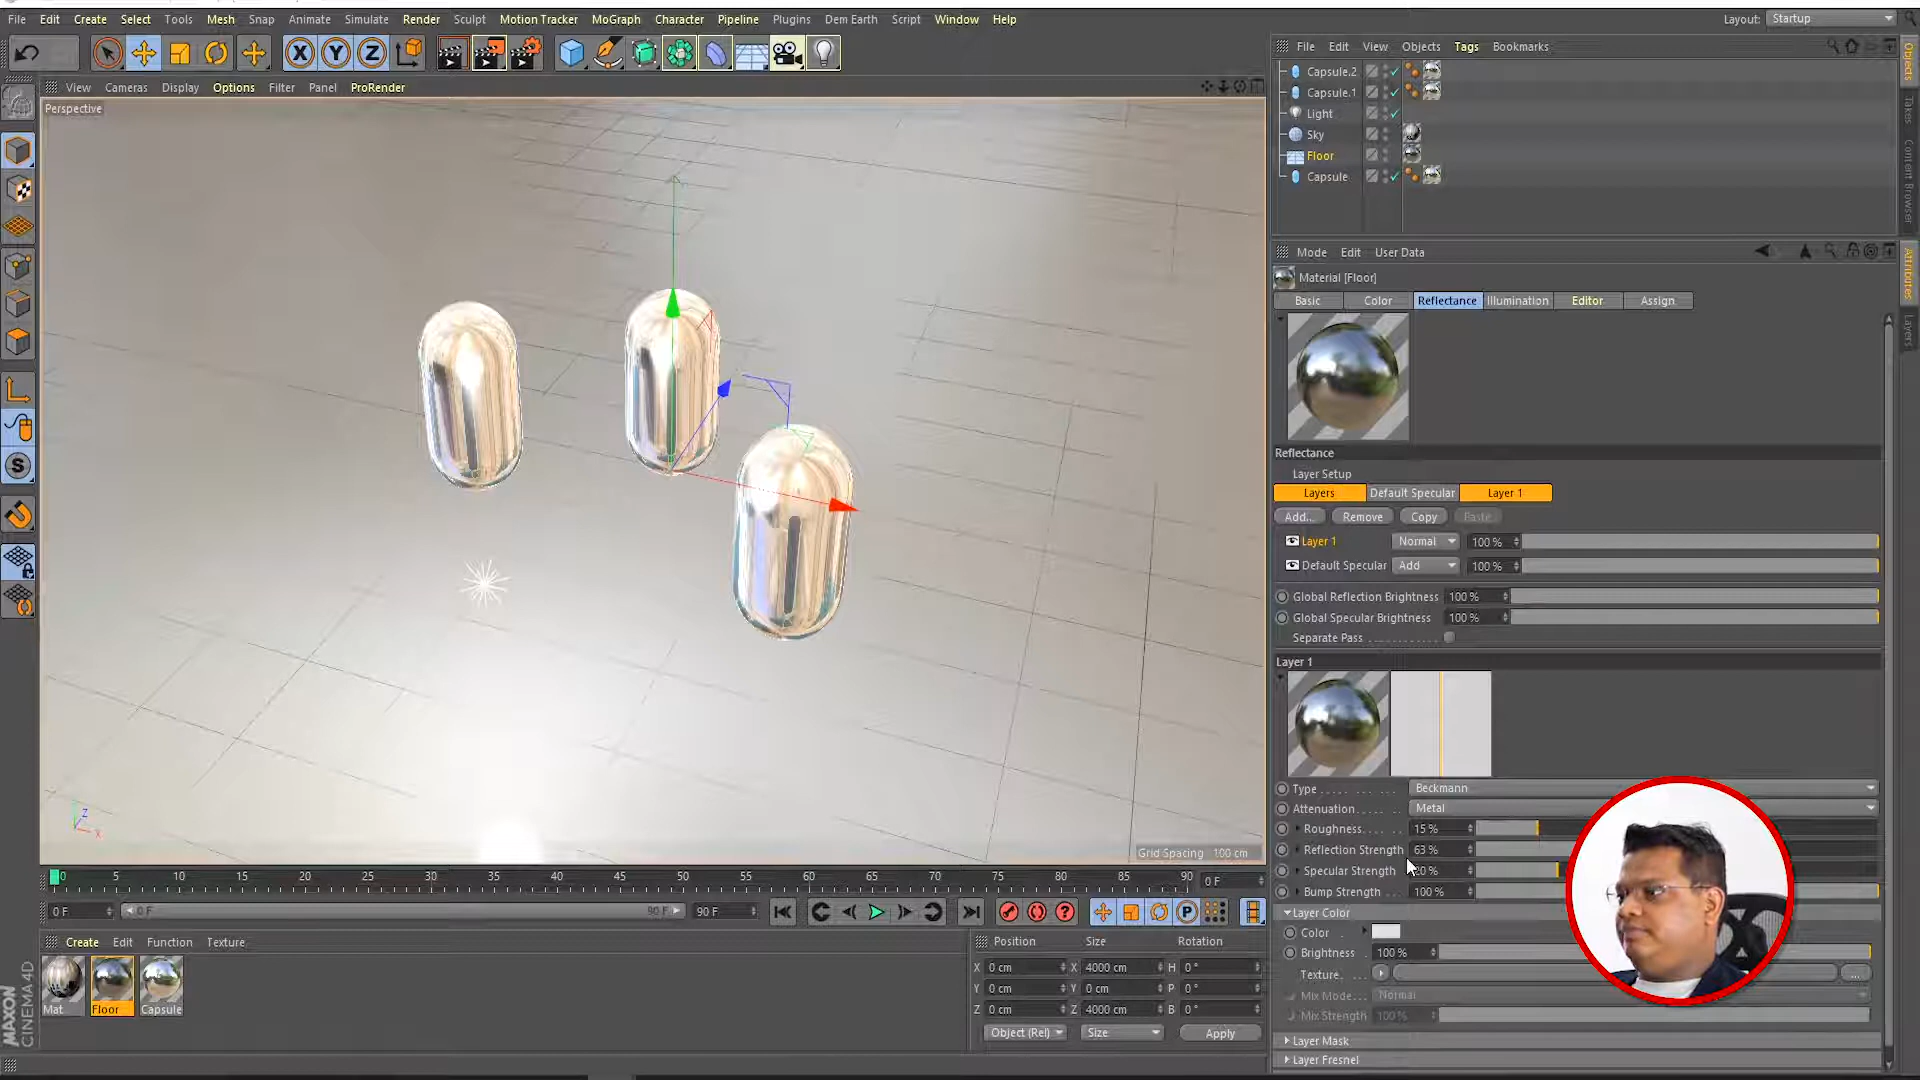 File Edit Create Select Tools Mesh Snap Animate Simulate Render Sculpt Motion Tracker MoGraph Character Pipeline Plugins Dem Earth Script Window Help
Layout: Startup
X Y Z
File Edit View Objects Tags Bookmarks
View Cameras Display Options Filter Panel ProRender
Perspective
Capsule.2
Capsule.1
Light
Sky
Floor
Capsule
Objects
Takes
Content Browser
Attributes
Layers
Mode Edit User Data
Material [Floor]
Basic Color Reflectance Illumination Editor Assign
Reflectance
Layer Setup
Layers Default Specular Layer 1
Add... Remove Copy Paste
Layer 1 Normal 100 %
Default Specular Add 100 %
Global Reflection Brightness 100 %
Global Specular Brightness 100 %
Separate Pass
Layer 1
Type Beckmann
Attenuation Metal
Roughness 15 %
Reflection Strength 63 %
Specular Strength 20 %
Bump Strength 100 %
Layer Color
Color
Brightness 100 %
Texture ...
Mix Mode Normal
Mix Strength 100 %
Layer Mask
Layer Fresnel
Z
X
Grid Spacing : 100 cm
0 5 10 15 20 25 30 35 40 45 50 55 60 65 70 75 80 85 90 0 F
0 F 0 F 90 F 90 F
Create Edit Function Texture
Mat Floor Capsule
Position Size Rotation
X 0 cm X 4000 cm H 0 °
Y 0 cm Y 0 cm P 0 °
Z 0 cm Z 4000 cm B 0 °
Object (Rel) Size Apply
MAXON
CINEMA 4D